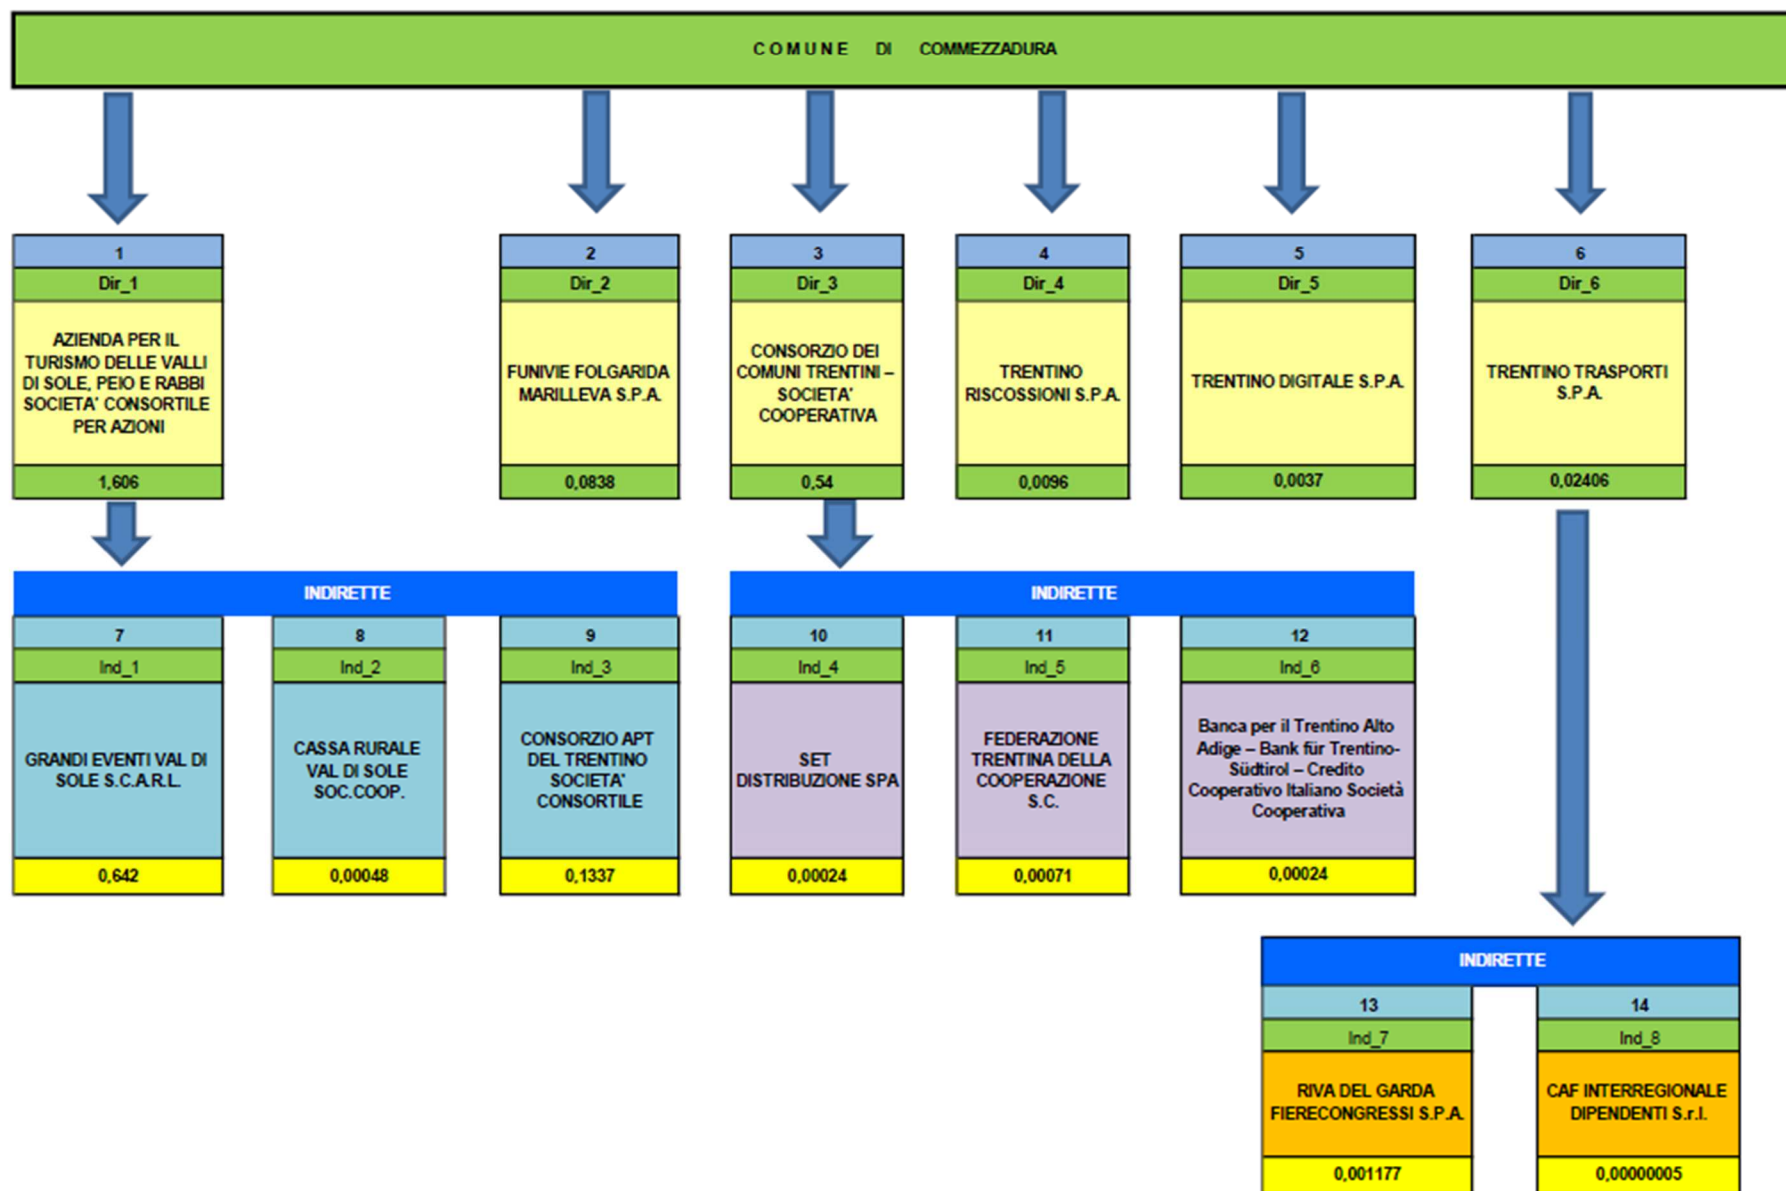 COMUNE DI COMMEZZADURA
1
Dir_1
AZIENDA PER IL
TURISMO DELLE VALLI
DI SOLE, PEIO E RABBI
SOCIETA' CONSORTILE
PER AZIONI
1,606
2
Dir_2
FUNIVIE FOLGARIDA
MARILLEVA S.P.A.
0,0838
3
Dir_3
CONSORZIO DEI
COMUNI TRENTINI –
SOCIETA'
COOPERATIVA
0,54
4
Dir_4
TRENTINO
RISCOSSIONI S.P.A.
0,0096
5
Dir_5
TRENTINO DIGITALE S.P.A.
0,0037
6
Dir_6
TRENTINO TRASPORTI
S.P.A.
0,02406
INDIRETTE
7
Ind_1
GRANDI EVENTI VAL DI
SOLE S.C.A.R.L.
0,642
8
Ind_2
CASSA RURALE
VAL DI SOLE
SOC.COOP.
0,00048
9
Ind_3
CONSORZIO APT
DEL TRENTINO
SOCIETA'
CONSORTILE
0,1337
INDIRETTE
10
Ind_4
SET
DISTRIBUZIONE SPA
0,00024
11
Ind_5
FEDERAZIONE
TRENTINA DELLA
COOPERAZIONE
S.C.
0,00071
12
Ind_6
Banca per il Trentino Alto
Adige – Bank für Trentino-
Südtirol – Credito
Cooperativo Italiano Società
Cooperativa
0,00024
INDIRETTE
13
Ind_7
RIVA DEL GARDA
FIERECONGRESSI S.P.A.
0,001177
14
Ind_8
CAF INTERREGIONALE
DIPENDENTI S.r.l.
0,00000005